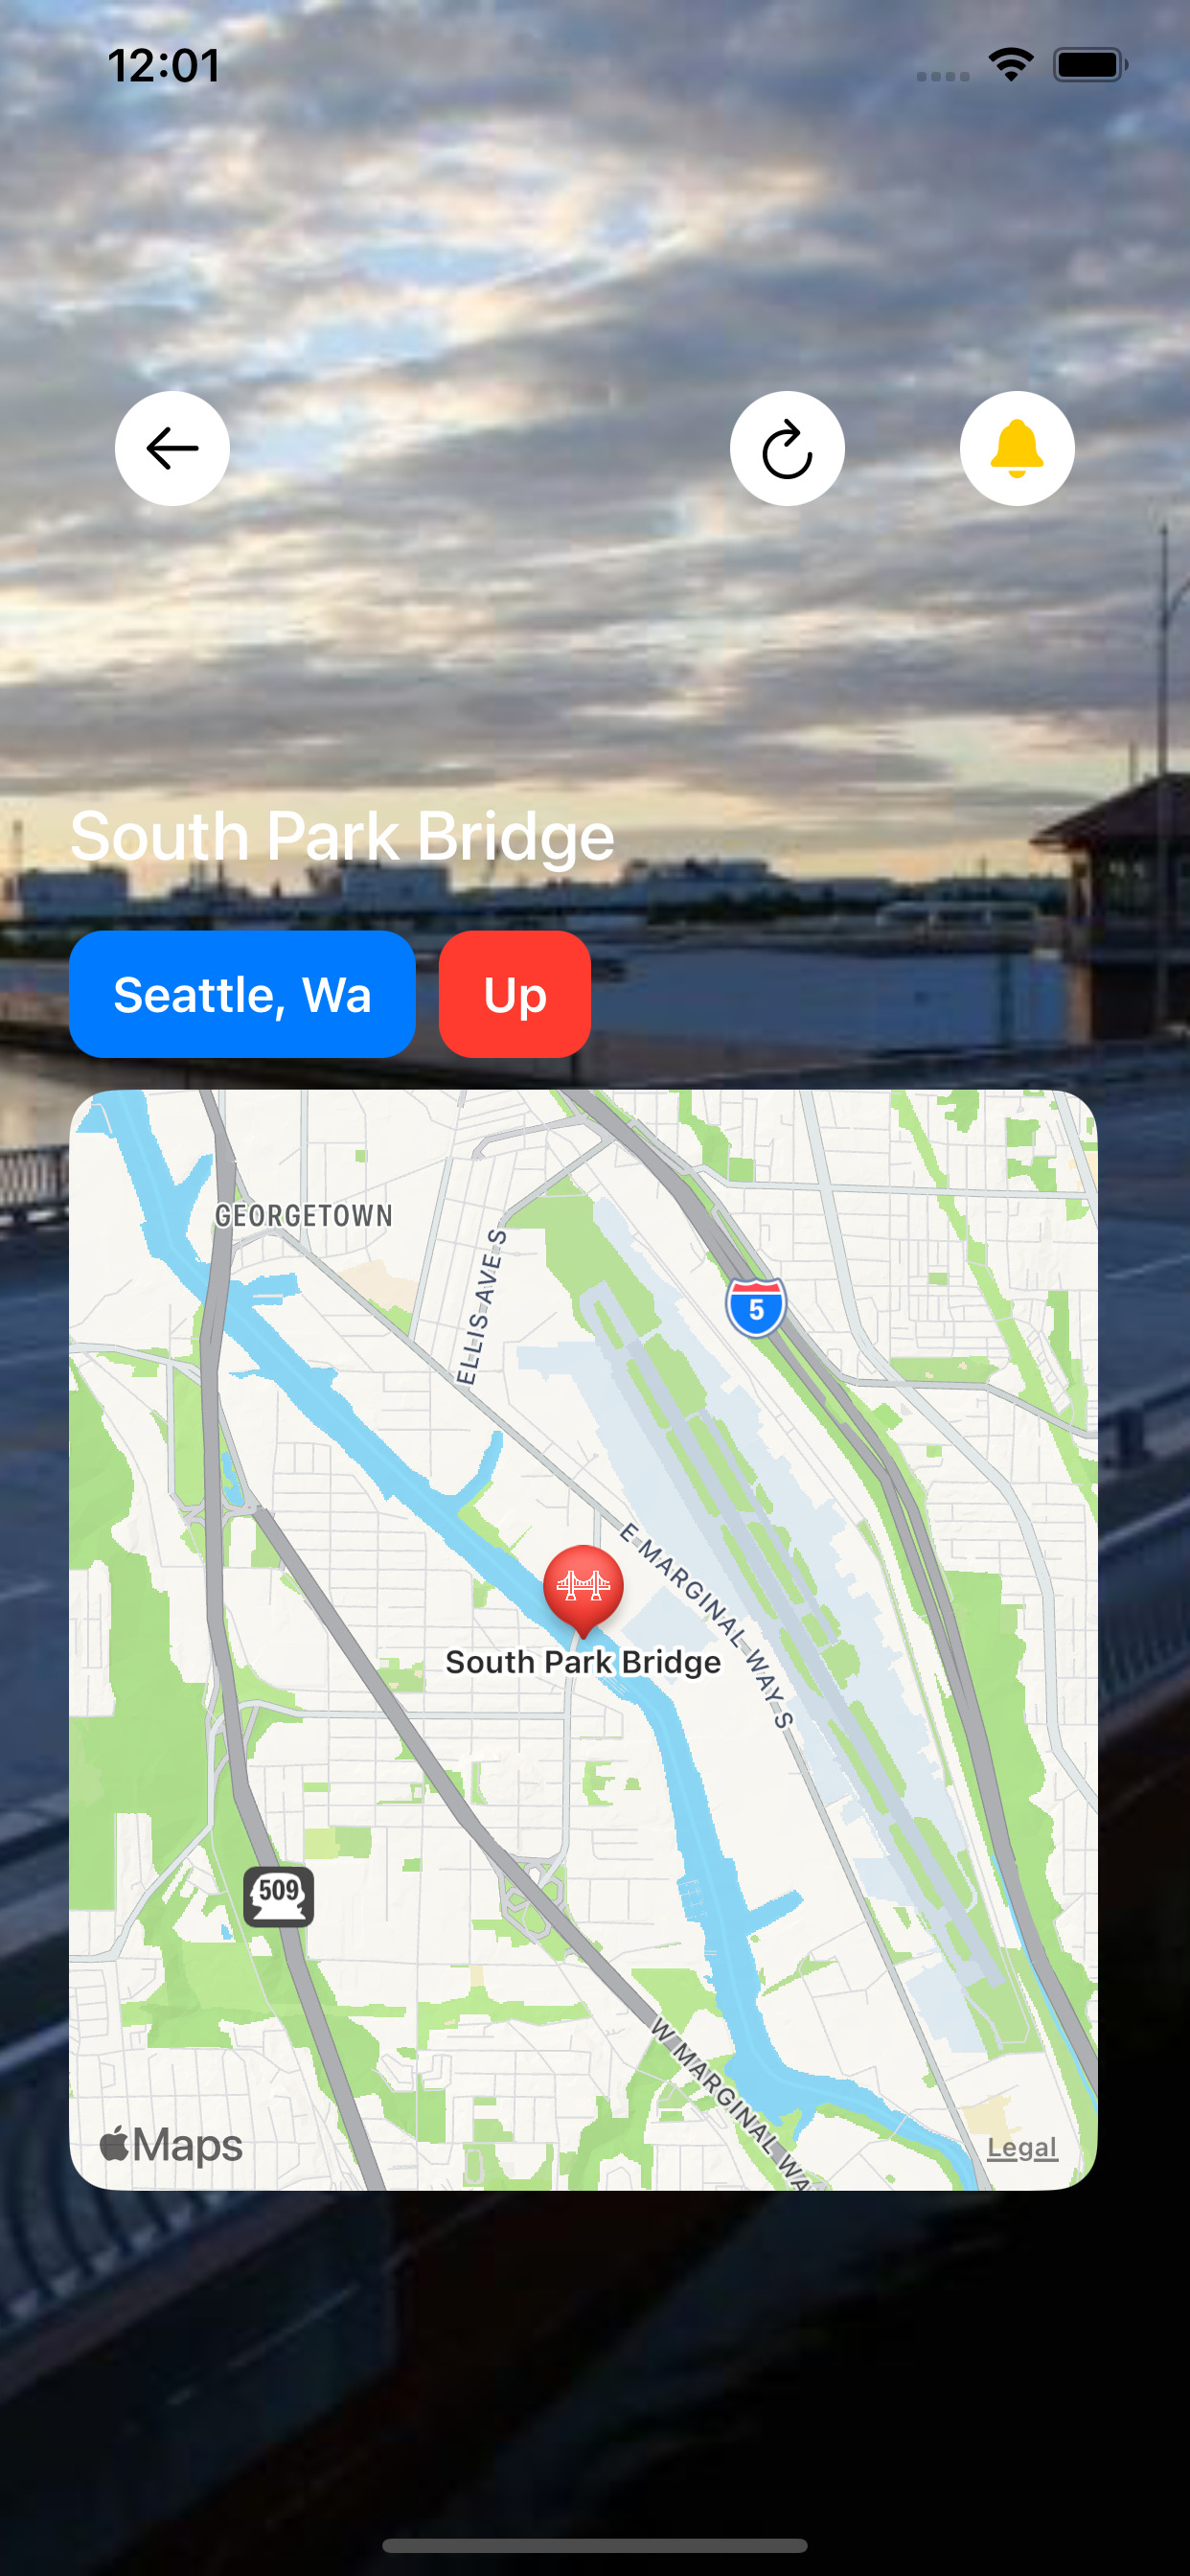 12:01
South Park Bridge
Seattle, Wa
Up
GEORGETOWN
ELLIS AVE S
5
E MARGINAL WAY S
South Park Bridge
509
W MARGINAL WA
Maps
Legal